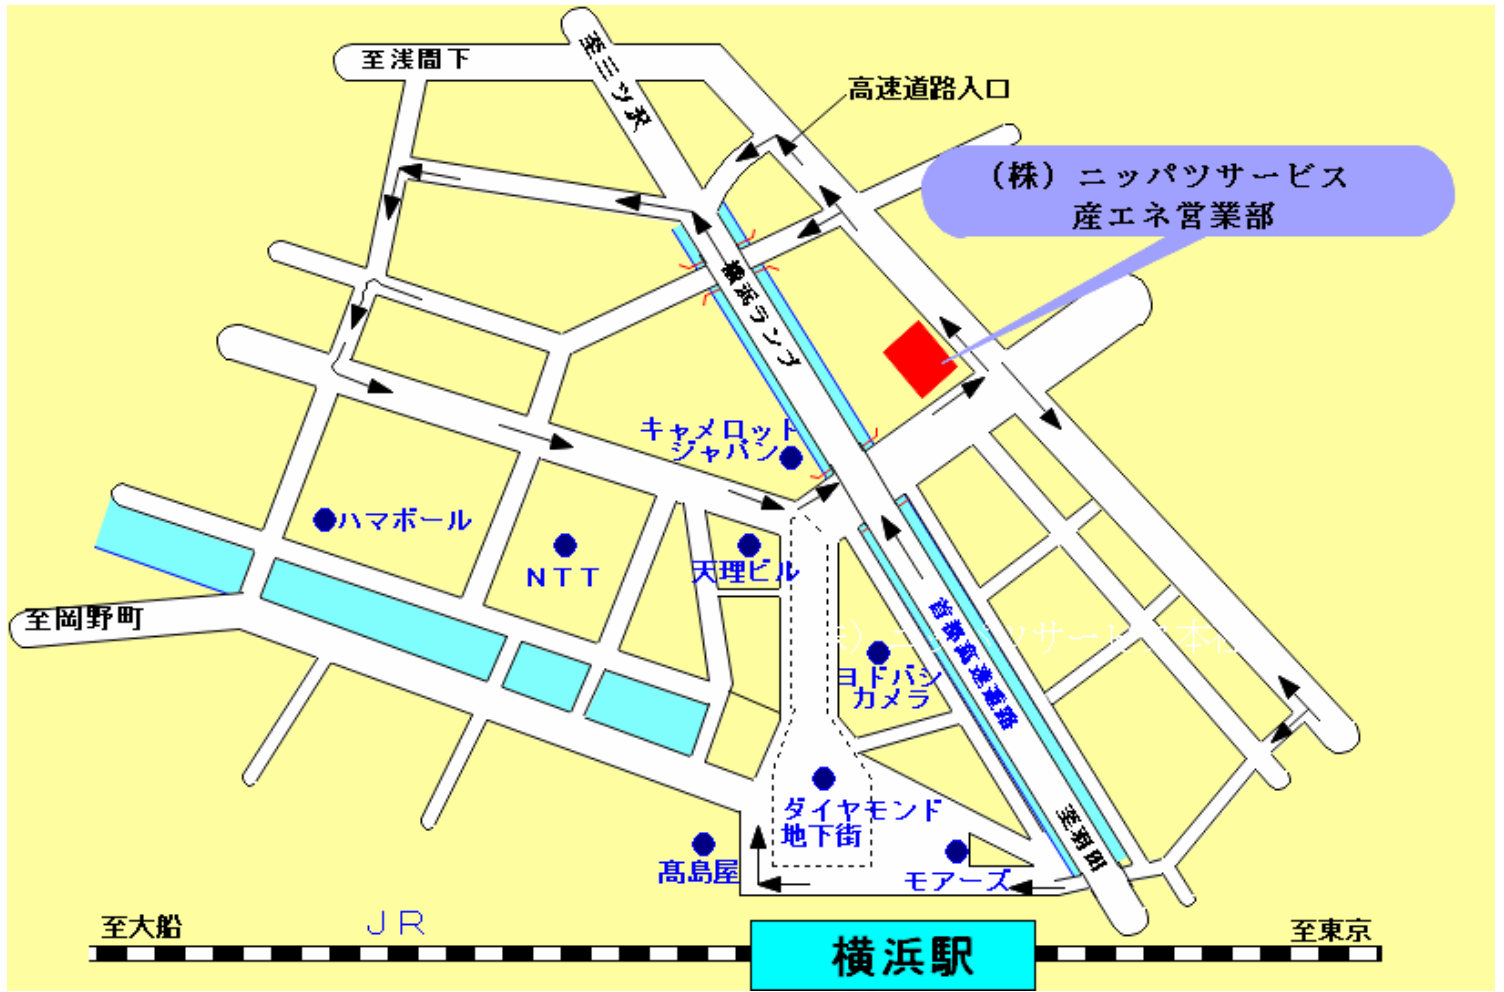 至三ツ沢
至浅間下
高速道路入口
(株)ニッパツサービス
産エネ営業部
横浜ランプ
キャメロット
ジャパン
ハマボール
NTT
天理ビル
至岡野町
首都高速道路
ヨドバシ
カメラ
ダイヤモンド
地下街
至羽田
髙島屋
モアーズ
至大船
JR
横浜駅
至東京